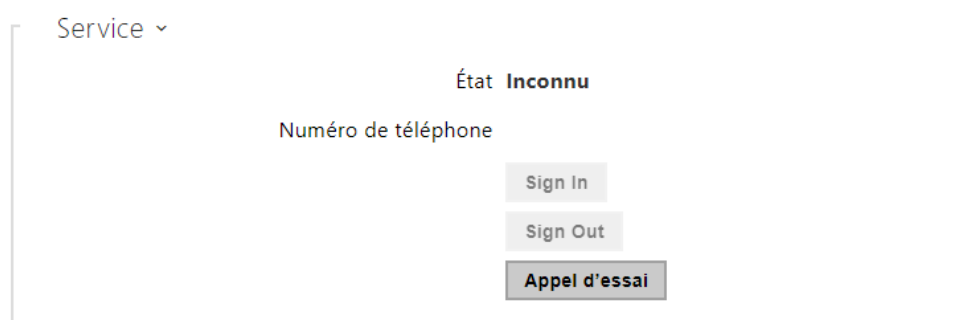 Service
État Inconnu
Numéro de téléphone
Sign In
Sign Out
Appel d’essai